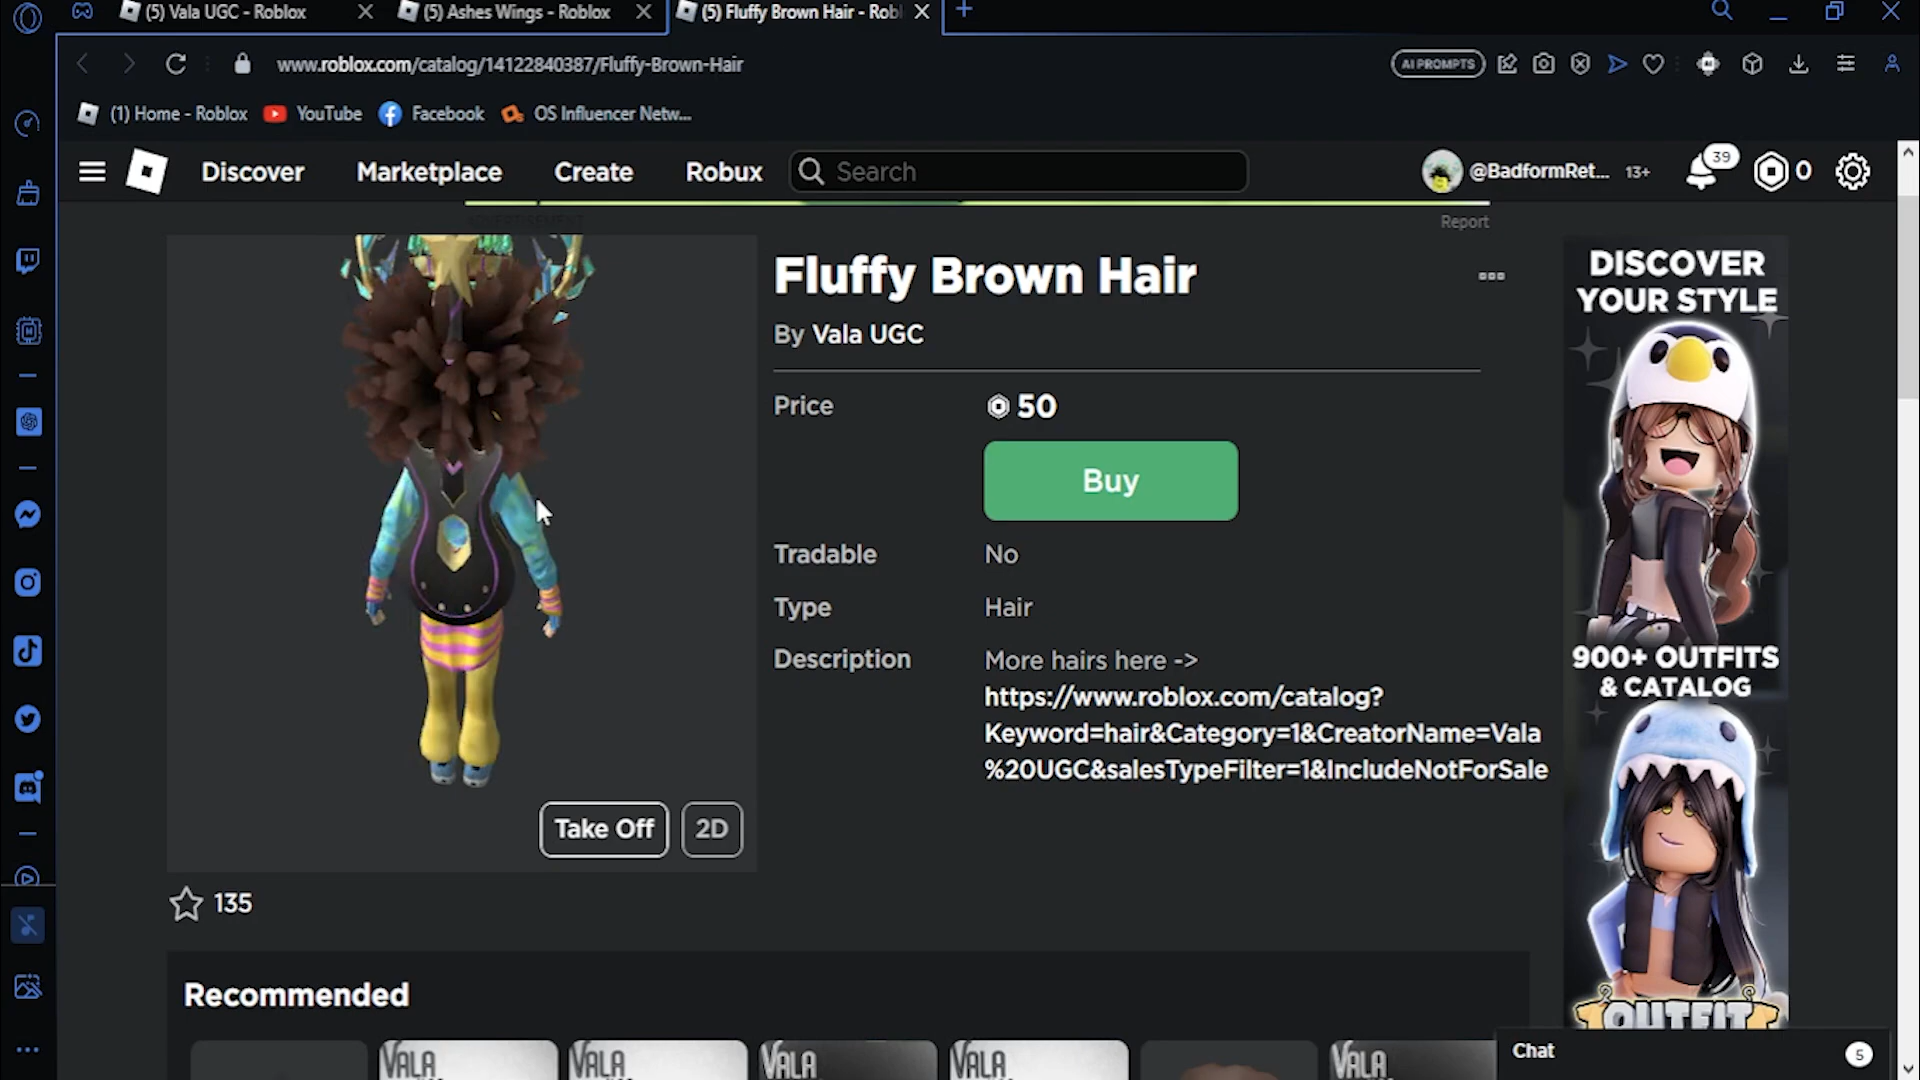 (5) Vala UGC - Roblox
(5) Ashes Wings - Roblox
(5) Fluffy Brown Hair - Robl
www.roblox.com/catalog/14122840387/Fluffy-Brown-Hair
AI PROMPTS
(1) Home - Roblox
YouTube
Facebook
OS Influencer Netw...
Discover
Marketplace
Create
Robux
Search
@BadformRet...
13+
39
0
ADVERTISEMENT
Report
Fluffy Brown Hair
By Vala UGC
Price
50
Buy
Tradable
No
Type
Hair
Description
More hairs here ->
https://www.roblox.com/catalog?
Keyword=hair&Category=1&CreatorName=Vala
%20UGC&salesTypeFilter=1&IncludeNotForSale
Take Off
2D
135
Recommended
VALA
VALA
VALA
VALA
VALA
DISCOVER
YOUR STYLE
900+ OUTFITS
& CATALOG
OUTFIT
Chat
5